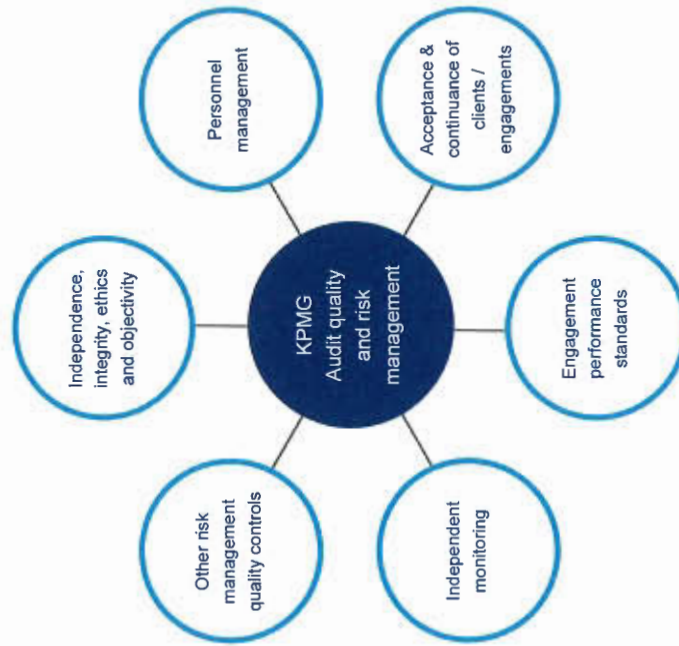 KPMG
Audit quality
and risk
management
Independence,
integrity, ethics
and objectivity
Personnel
management
Acceptance &
continuance of
clients /
engagements
Engagement
performance
standards
Independent
monitoring
Other risk
management
quality controls